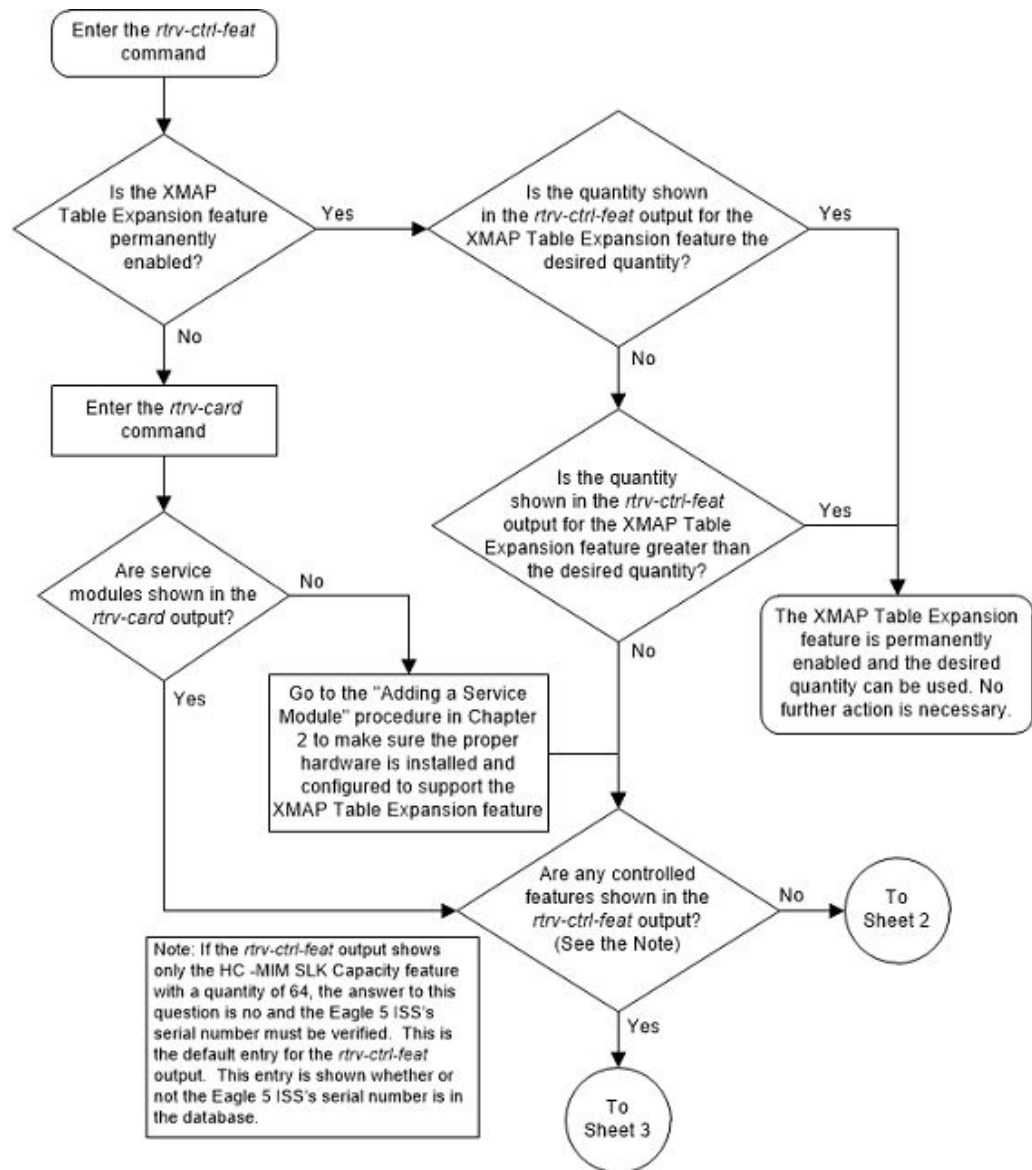 Enter the rtrv-ctrl-feat
command
Is the XMAP
Table Expansion feature
permanently
enabled?
Yes
Is the quantity shown
in the rtrv-ctrl-feat output for the
XMAP Table Expansion feature the
desired quantity?
Yes
No
No
Enter the rtrv-card
command
Is the quantity
shown in the rtrv-ctrl-feat
output for the XMAP Table
Expansion feature greater than
the desired quantity?
Yes
Are service
modules shown in the
rtrv-card output?
No
Yes
No
The XMAP Table Expansion
feature is permanently
enabled and the desired
quantity can be used. No
further action is necessary.
Go to the "Adding a Service
Module" procedure in Chapter
2 to make sure the proper
hardware is installed and
configured to support the
XMAP Table Expansion feature
Are any controlled
features shown in the
rtrv-ctrl-feat output?
(See the Note)
No
To
Sheet 2
Note: If the rtrv-ctrl-feat output shows
only the HC -MIM SLK Capacity feature
with a quantity of 64, the answer to this
question is no and the Eagle 5 ISS's
serial number must be verified. This is
the default entry for the rtrv-ctrl-feat
output. This entry is shown whether or
not the Eagle 5 ISS's serial number is in
the database.
Yes
To
Sheet 3